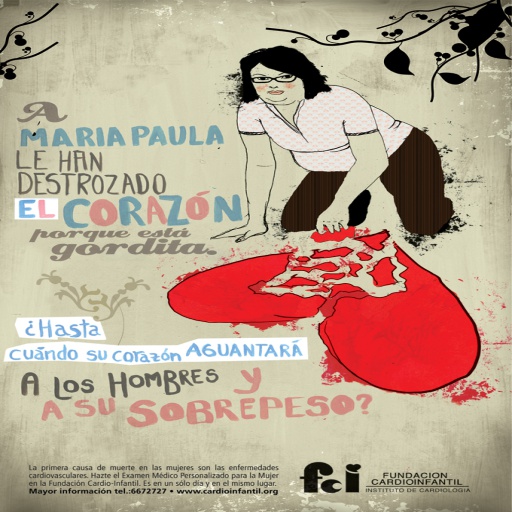 A
MARIA PAULA
LE HAN
DESTROZADO
EL CORAZÓN
porque está
gordita.
¿Hasta
cuándo su corazón AGUANTARÁ
A LOS HOMBRES Y
A SU SOBREPESO?
La primera causa de muerte en las mujeres son las enfermedades
cardiovasculares. Hazte el Examen Médico Personalizado para la Mujer
en la Fundación Cardio-Infantil. Es en un sólo día y en el mismo lugar.
Mayor información tel.:6672727 • www.cardioinfantil.org
fci
FUNDACION
CARDIOINFANTIL
INSTITUTO DE CARDIOLOGÍA